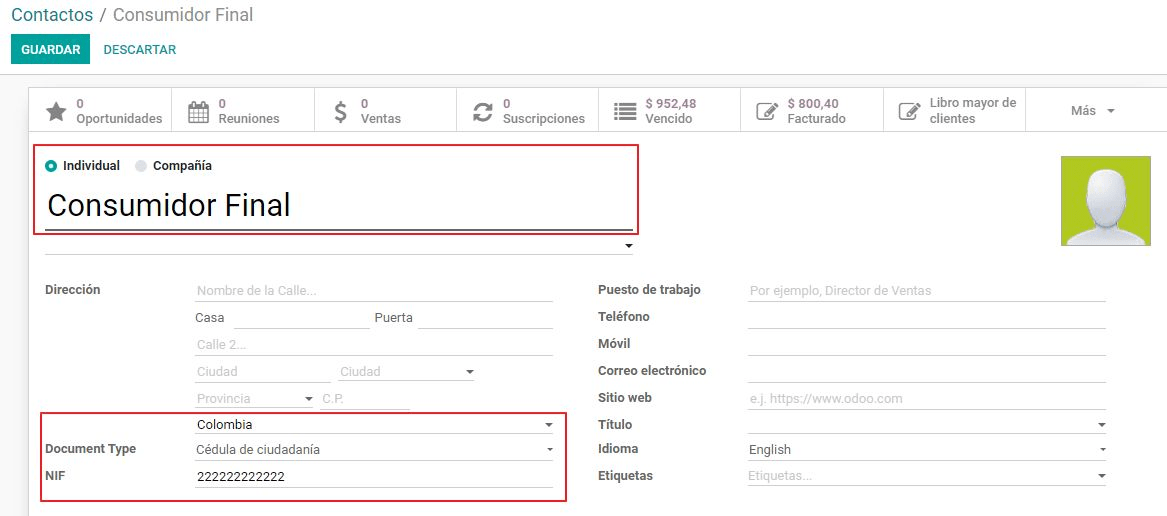 Contactos / Consumidor Final
GUARDAR DESCARTAR
0 Oportunidades
0 Reuniones
$ 0 Ventas
0 Suscripciones
$ 952,48 Vencido
$ 800,40 Facturado
Libro mayor de clientes
Más
Individual Compañía
Consumidor Final
Dirección Nombre de la Calle...
Casa Puerta
Calle 2...
Ciudad Ciudad
Provincia C.P.
Colombia
Document Type Cédula de ciudadanía
NIF 222222222222
Puesto de trabajo Por ejemplo, Director de Ventas
Teléfono
Móvil
Correo electrónico
Sitio web e.j. https://www.odoo.com
Título
Idioma English
Etiquetas Etiquetas...